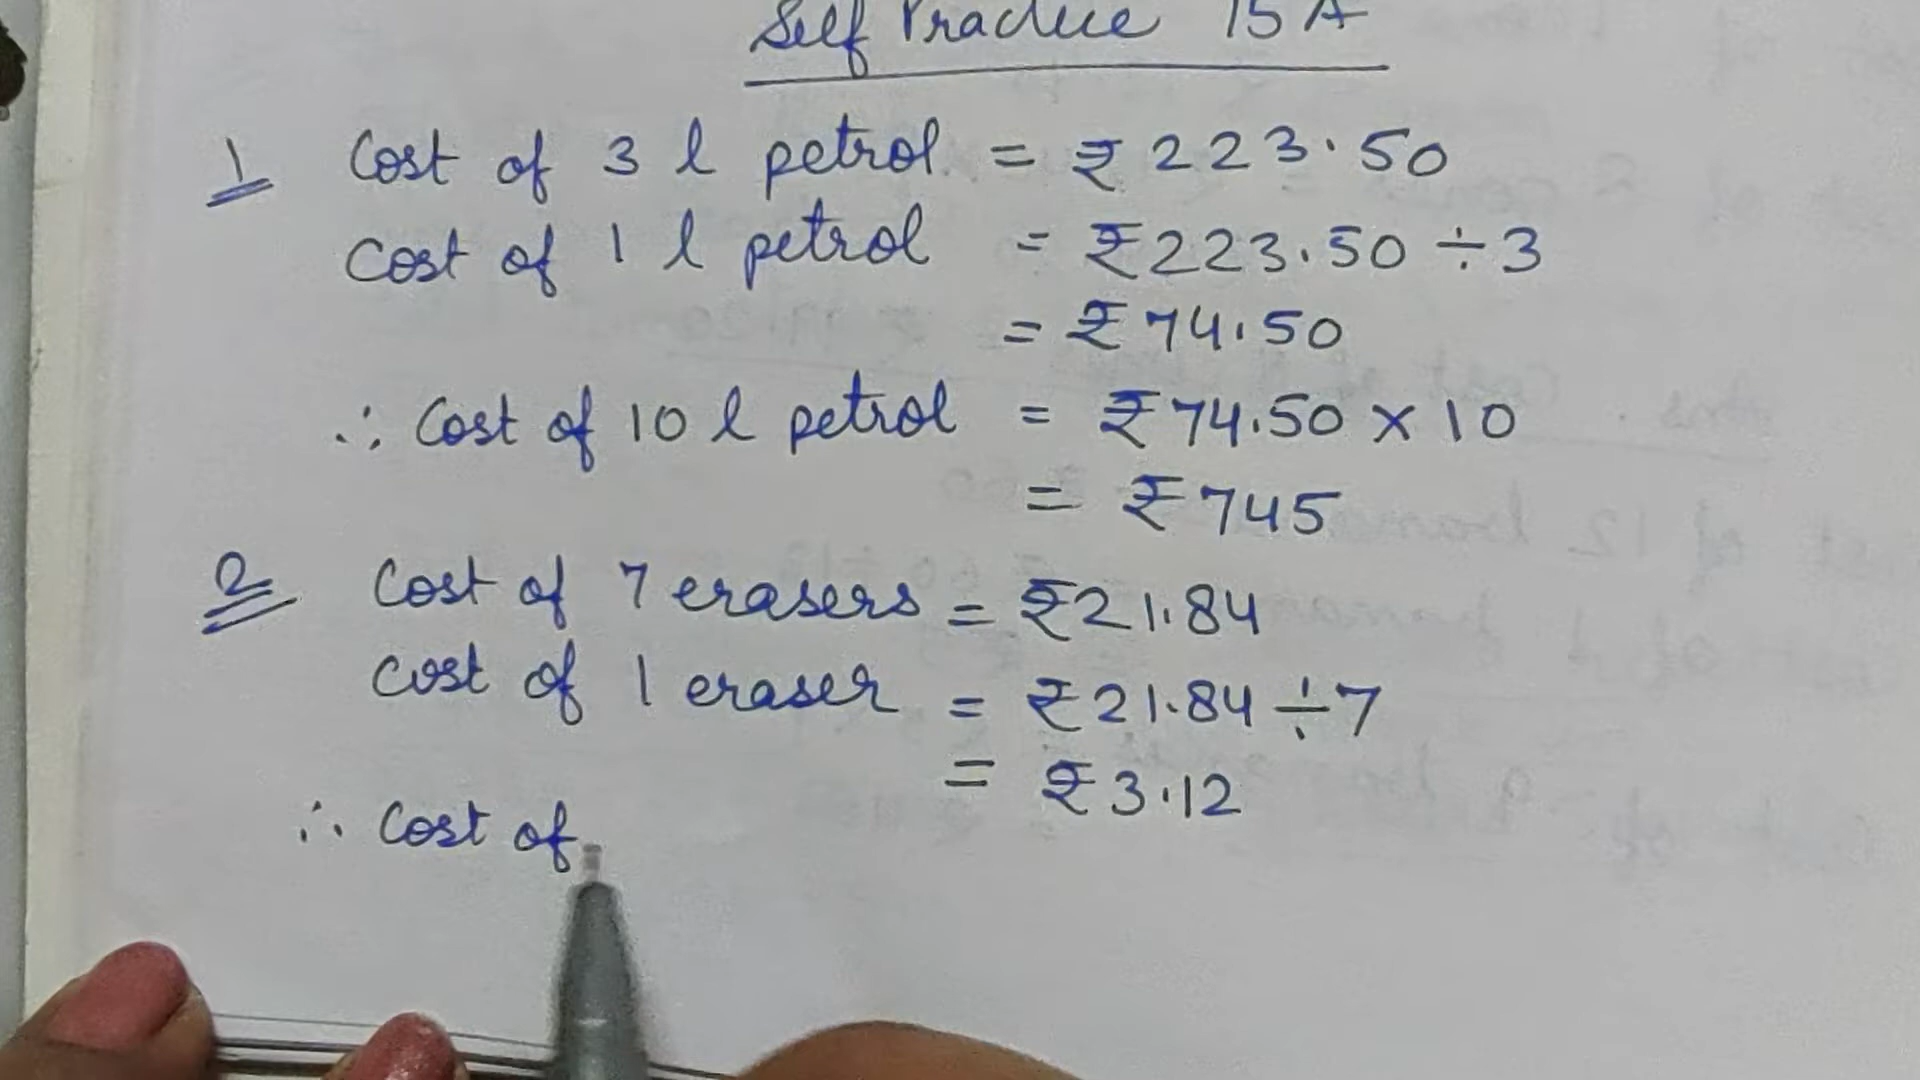 Self Practice 15 A
1 Cost of 3 l petrol = ₹ 223.50
Cost of 1 l petrol = ₹223.50 ÷ 3
= ₹ 74.50
∴ Cost of 10 l petrol = ₹74.50 × 10
= ₹ 745
2 Cost of 7 erasers = ₹21.84
Cost of 1 eraser = ₹21.84 ÷ 7
= ₹3.12
∴ Cost of